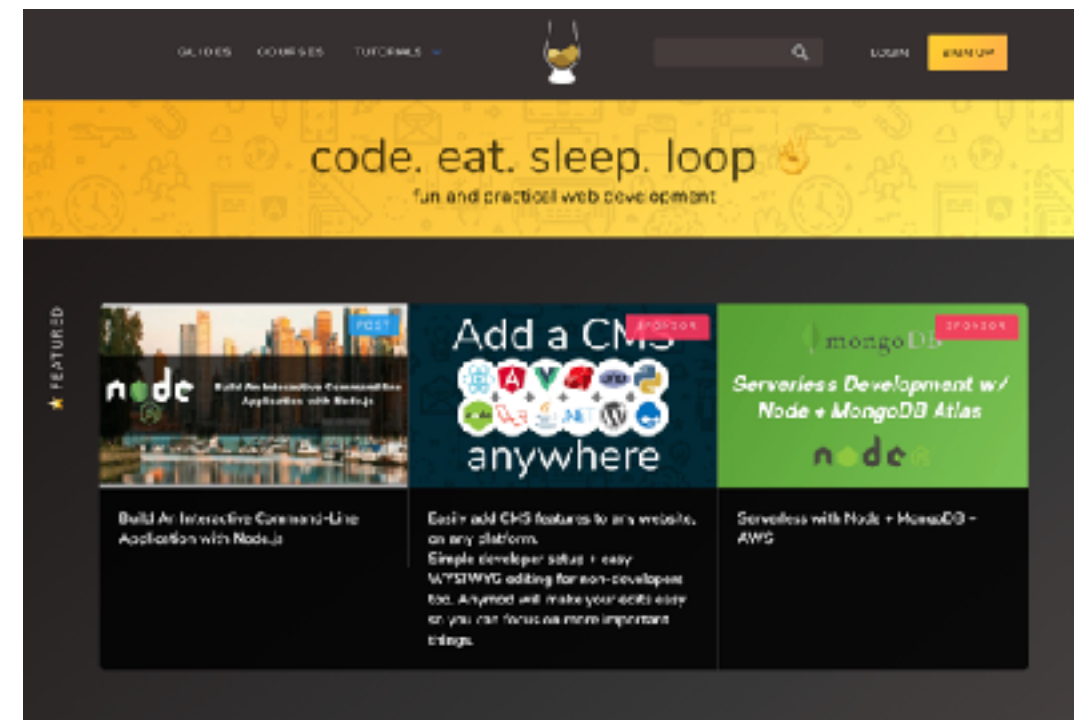 GUIDES COURSES TUTORIALS
LOGIN SIGN UP
code. eat. sleep. loop
fun and practical web development
FEATURED
POST
node
Build An Interactive Command-line
Application with Node.js
SPONSOR
Add a CMS
php
node
.NET
anywhere
SPONSOR
mongoDB
Serverless Development w/
Node + MongoDB Atlas
node
Build An Interactive Command-Line
Application with Node.js
Easily add CMS features to any website,
on any platform.
Simple developer setup + easy
WYSIWYG editing for non-developers
too. Anymod will make your edits easy
so you can focus on more important
things.
Serverless with Node + MongoDB +
AWS